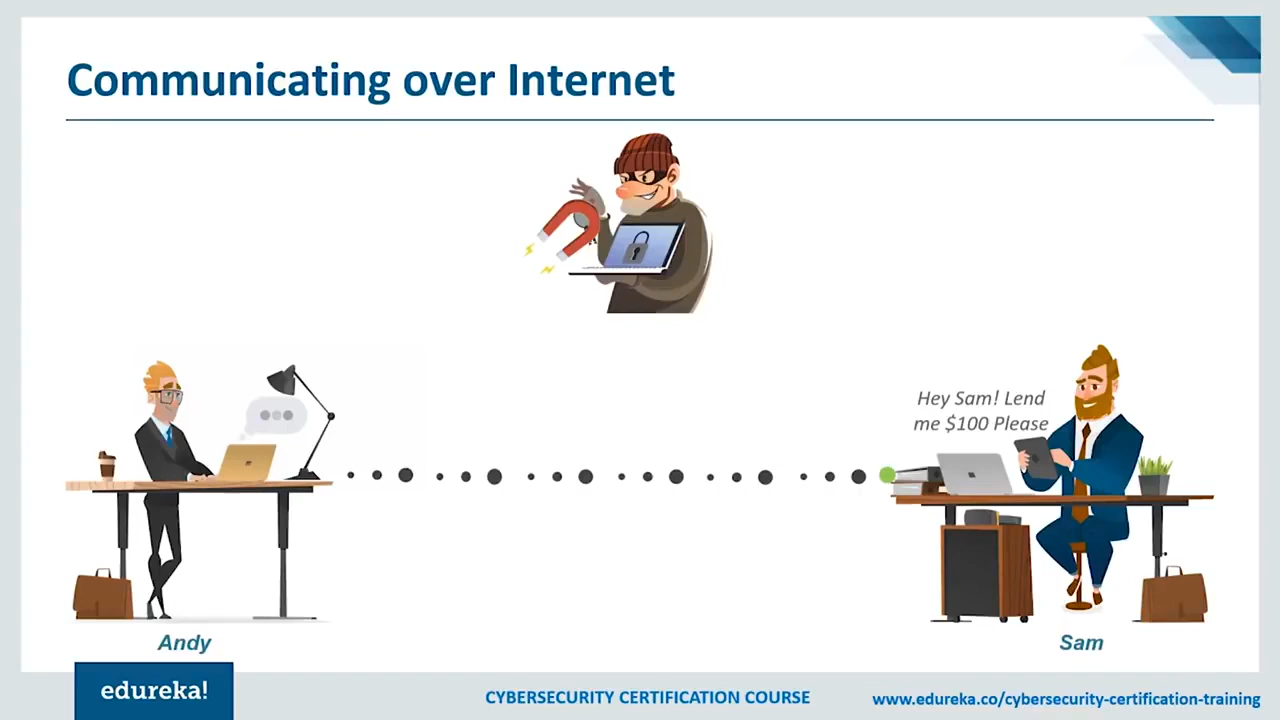 Communicating over Internet
Hey Sam! Lend
me $100 Please
Andy
Sam
edureka!
CYBERSECURITY CERTIFICATION COURSE
www.edureka.co/cybersecurity-certification-training